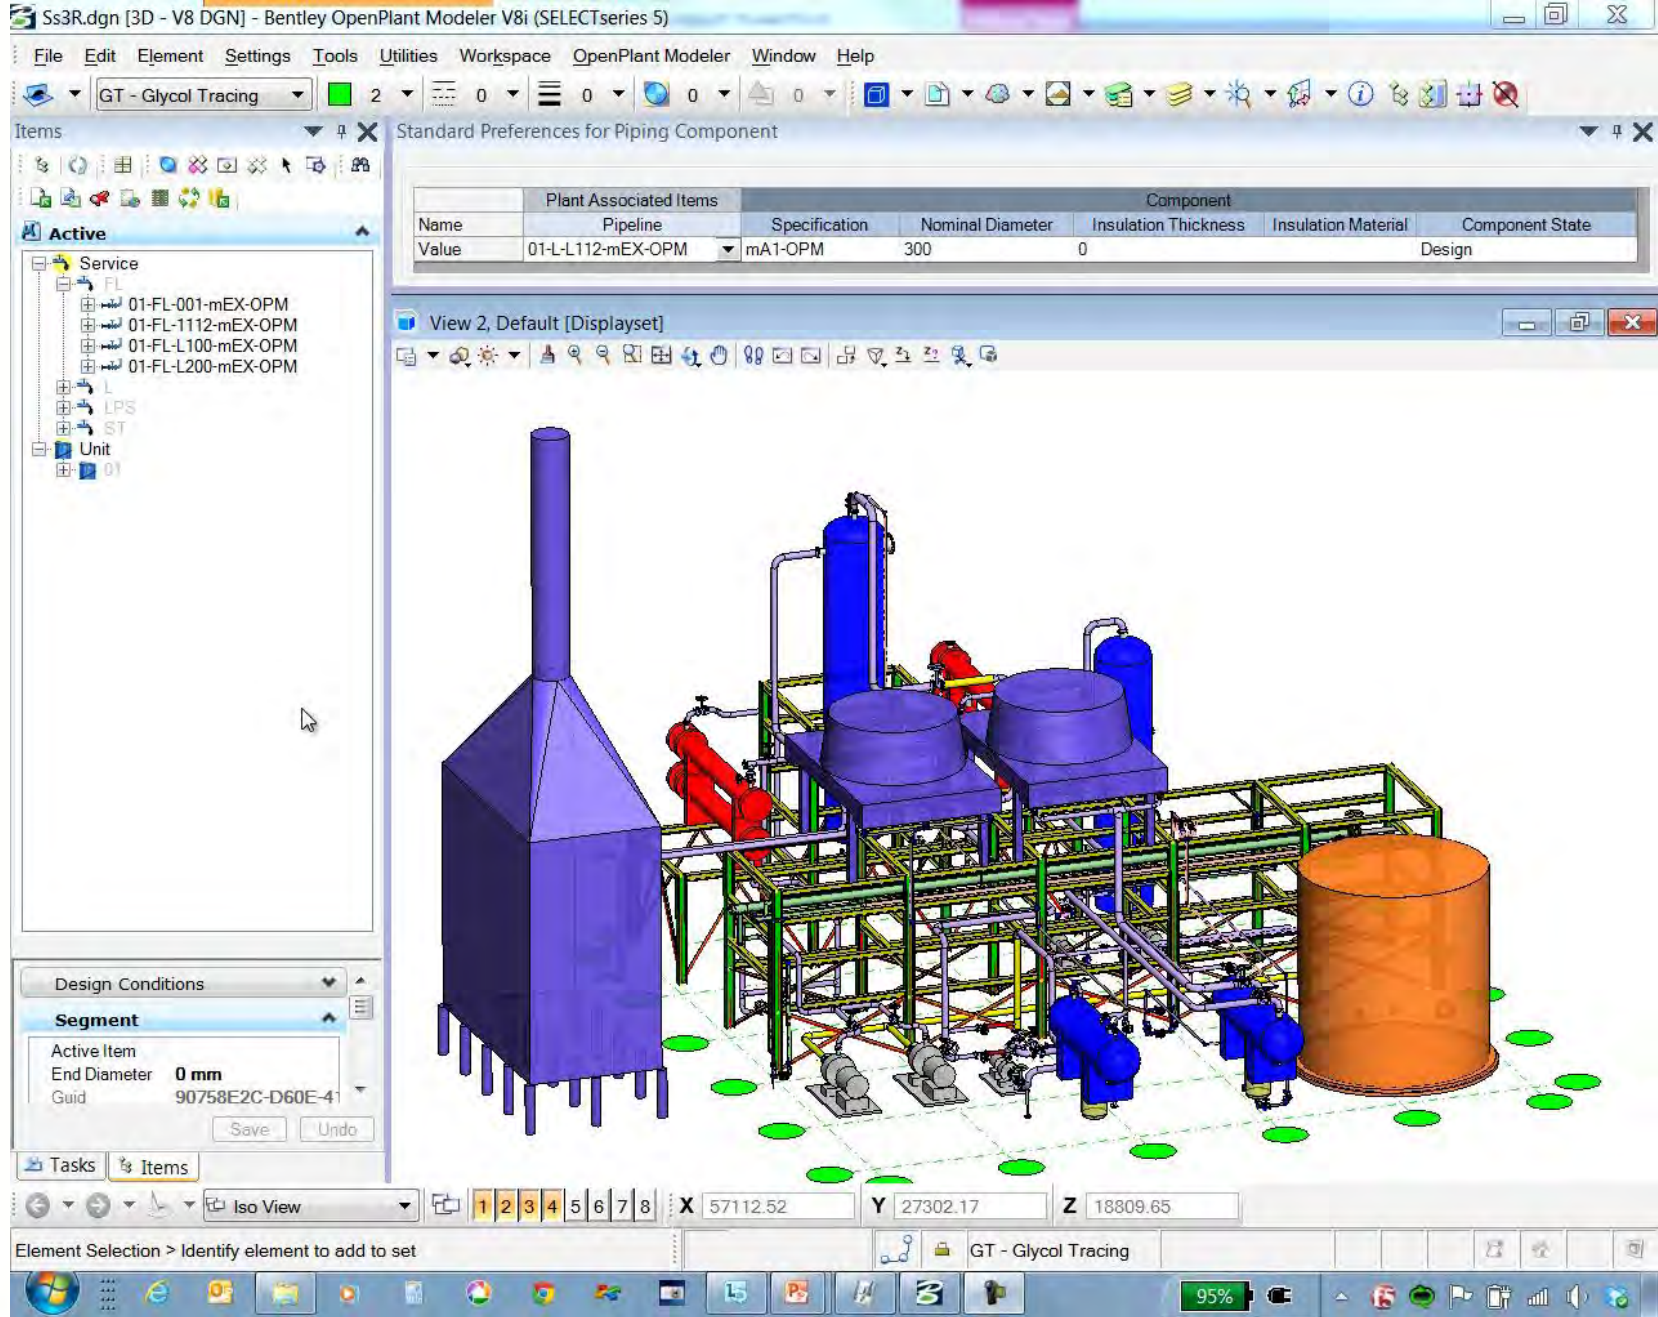 Ss3R.dgn [3D - V8 DGN] - Bentley OpenPlant Modeler V8i (SELECTseries 5)
File Edit Element Settings Tools Utilities Workspace OpenPlant Modeler Window Help
GT - Glycol Tracing 2 0 0 0 0
Items
Standard Preferences for Piping Component
Plant Associated Items Component
Name Pipeline Specification Nominal Diameter Insulation Thickness Insulation Material Component State
Value 01-L-L112-mEX-OPM mA1-OPM 300 0 Design
Active
Service
FL
01-FL-001-mEX-OPM
01-FL-1112-mEX-OPM
01-FL-L100-mEX-OPM
01-FL-L200-mEX-OPM
L
LPS
ST
Unit
01
View 2, Default [Displayset]
Design Conditions
Segment
Active Item
End Diameter 0 mm
Guid 90758E2C-D60E-41
Save Undo
Tasks Items
Iso View 1 2 3 4 5 6 7 8 X 57112.52 Y 27302.17 Z 18809.65
Element Selection > Identify element to add to set GT - Glycol Tracing
95%